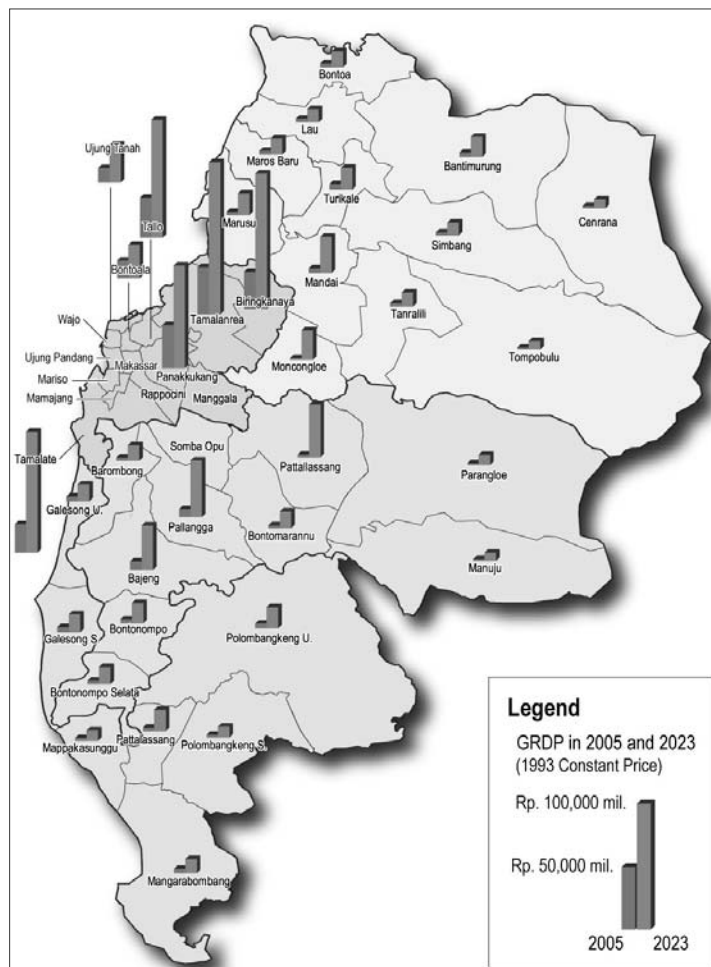 Bontoa
Lau
Ujung Tanah
Maros Baru
Bantimurung
Turikale
Cenrana
Tallo
Marusu
Simbang
Bontoala
Mandai
Biringkanaya
Tanralili
Tamalanrea
Wajo
Tompobulu
Ujung Pandang
Makassar
Moncongloe
Panakkukang
Mariso
Rappocini
Manggala
Mamajang
Somba Opu
Tamalate
Barombong
Pattallassang
Parangloe
Galesong U.
Pallangga
Bontomarannu
Manuju
Bajeng
Galesong S
Bontonompo
Polombangkeng U.
Bontonompo Selata
Pattalassang
Polombangkeng S.
Mappakasunggu
Mangarabombang
Legend
GRDP in 2005 and 2023
(1993 Constant Price)
Rp. 100,000 mil.
Rp. 50,000 mil.
2005 2023